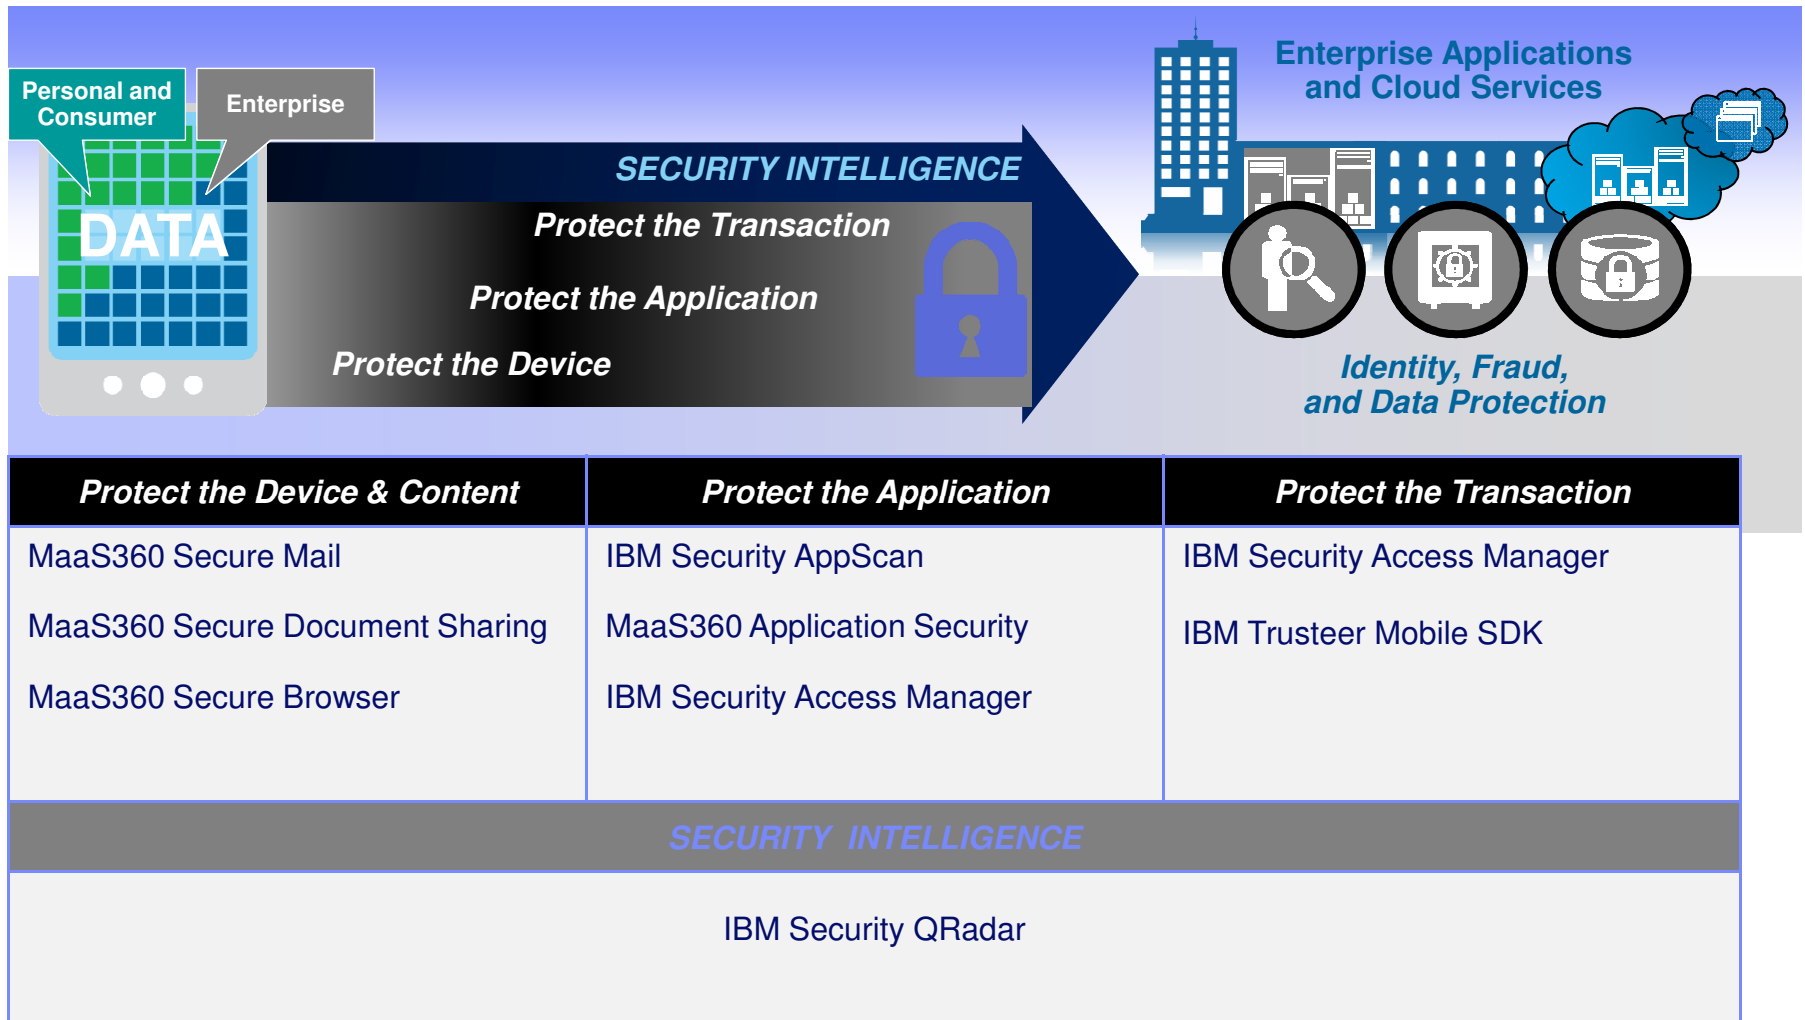 Personal and
Consumer
Enterprise
DATA
SECURITY INTELLIGENCE
Protect the Transaction
Protect the Application
Protect the Device
Enterprise Applications
and Cloud Services
Identity, Fraud,
and Data Protection
Protect the Device & Content
Protect the Application
Protect the Transaction
MaaS360 Secure Mail
MaaS360 Secure Document Sharing
MaaS360 Secure Browser
IBM Security AppScan
MaaS360 Application Security
IBM Security Access Manager
IBM Security Access Manager
IBM Trusteer Mobile SDK
SECURITY INTELLIGENCE
IBM Security QRadar